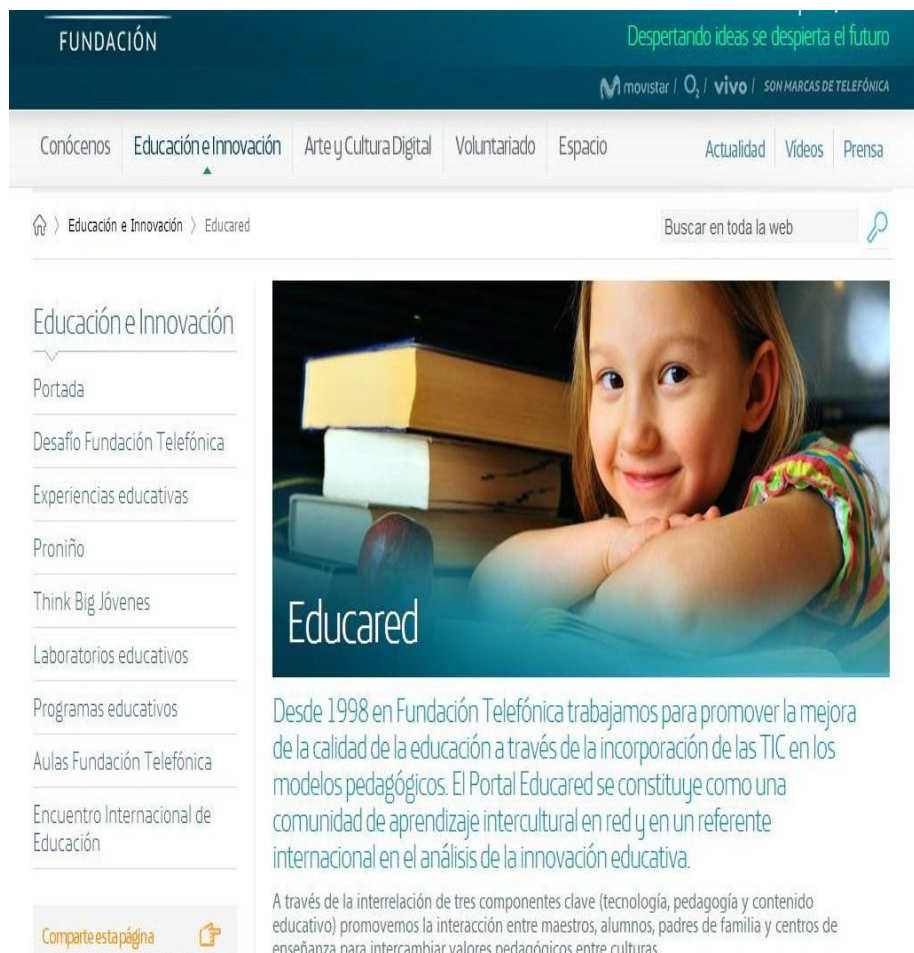 FUNDACIÓN
Despertando ideas se despierta el futuro
movistar / O2 / vivo / SON MARCAS DE TELEFÓNICA
Conócenos Educación e Innovación Arte y Cultura Digital Voluntariado Espacio Actualidad Vídeos Prensa
Educación e Innovación 〉 Educared
Buscar en toda la web
Educación e Innovación
Portada
Desafío Fundación Telefónica
Experiencias educativas
Proniño
Think Big Jóvenes
Laboratorios educativos
Programas educativos
Aulas Fundación Telefónica
Encuentro Internacional de
Educación
Comparte esta página
Educared
Desde 1998 en Fundación Telefónica trabajamos para promover la mejora
de la calidad de la educación a través de la incorporación de las TIC en los
modelos pedagógicos. El Portal Educared se constituye como una
comunidad de aprendizaje intercultural en red y en un referente
internacional en el análisis de la innovación educativa.
A través de la interrelación de tres componentes clave (tecnología, pedagogía y contenido
educativo) promovemos la interacción entre maestros, alumnos, padres de familia y centros de
enseñanza para intercambiar valores pedagógicos entre culturas.